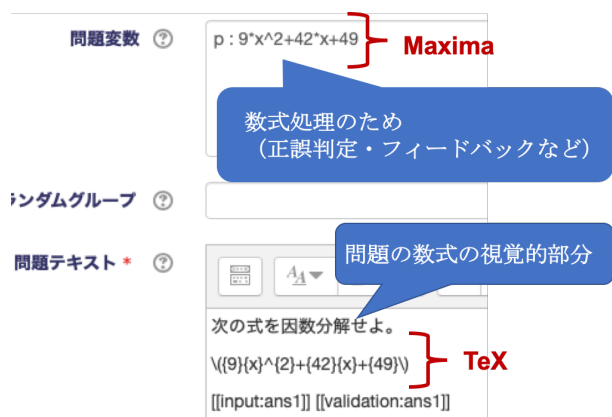 問題変数
p : 9*x^2+42*x+49
Maxima
数式処理のため
（正誤判定・フィードバックなど）
ランダムグループ
問題の数式の視覚的部分
問題テキスト *
次の式を因数分解せよ。
\({9}{x}^{2}+{42}{x}+{49}\)
TeX
[[input:ans1]] [[validation:ans1]]